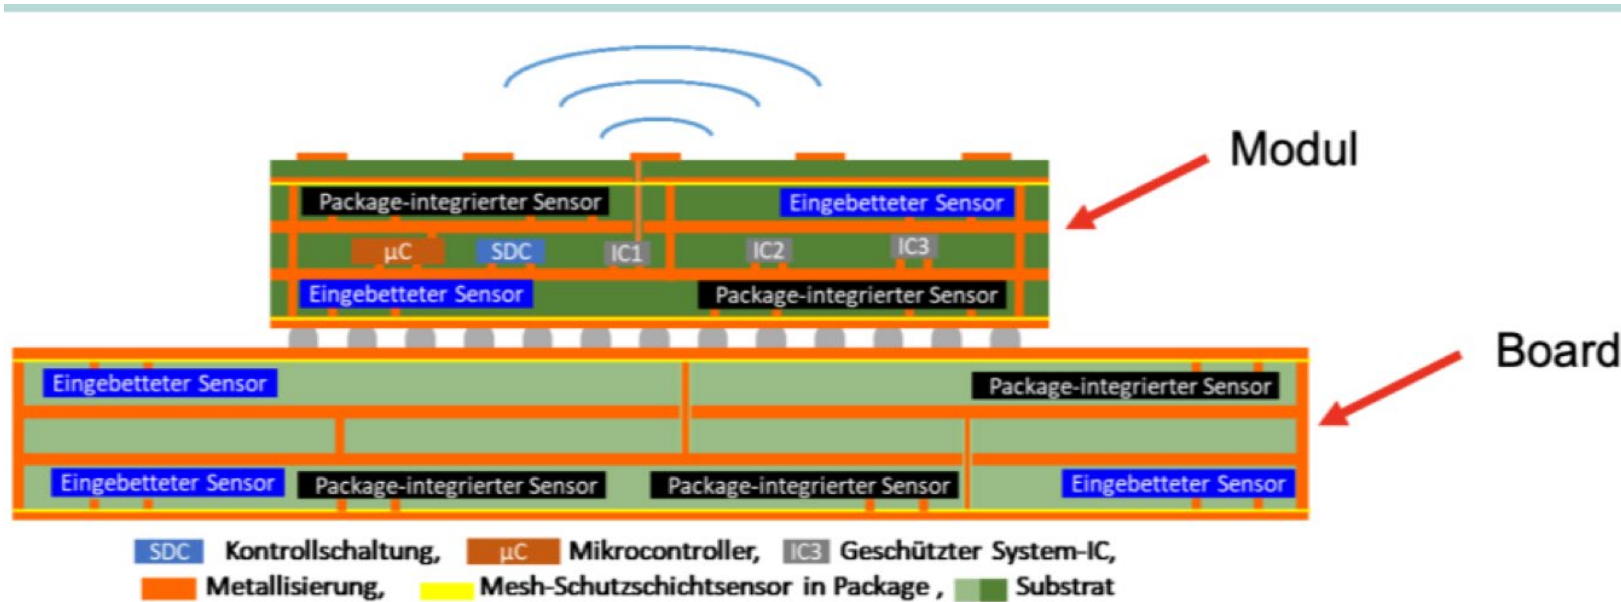 Modul
Package-integrierter Sensor
Eingebetteter Sensor
µC
SDC
IC1
IC2
IC3
Eingebetteter Sensor
Package-integrierter Sensor
Board
Eingebetteter Sensor
Package-integrierter Sensor
Eingebetteter Sensor
Package-integrierter Sensor
Package-integrierter Sensor
Eingebetteter Sensor
SDC Kontrollschaltung, µC Mikrocontroller, IC3 Geschützter System-IC,
Metallisierung, Mesh-Schutzschichtsensor in Package , Substrat